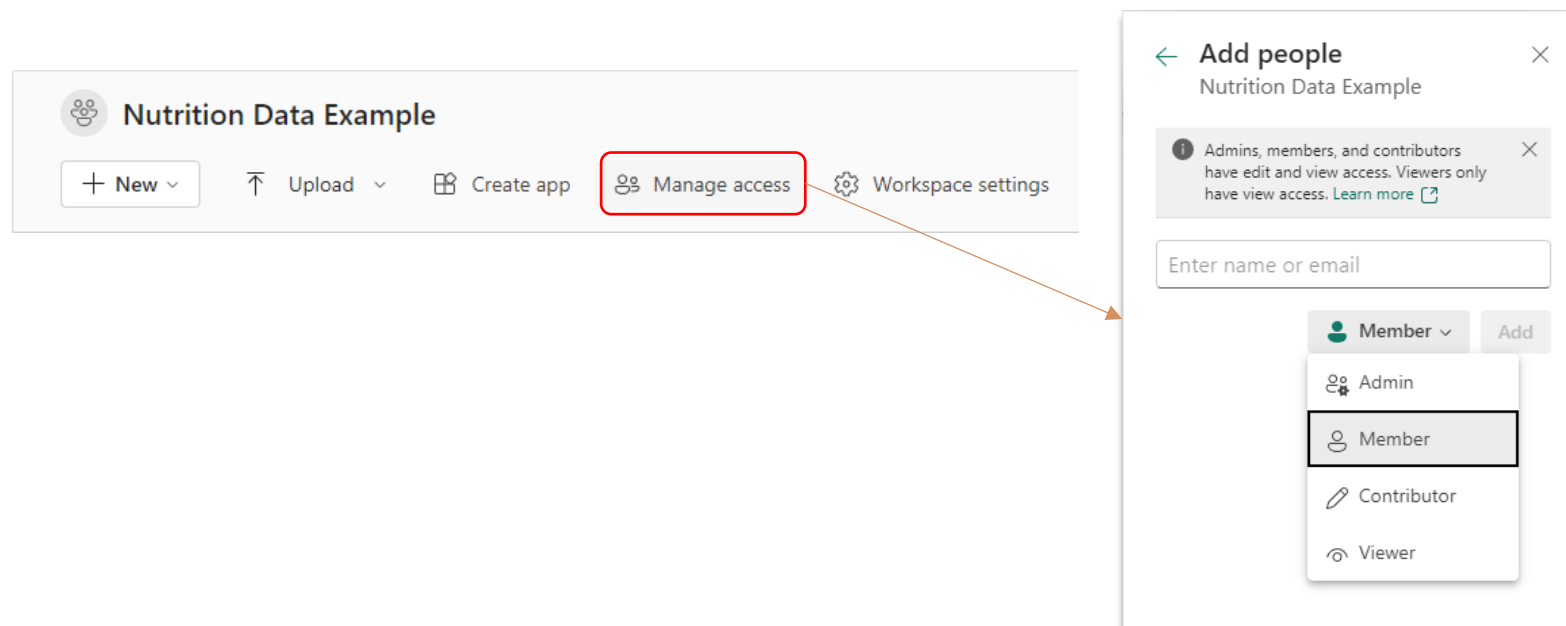 Nutrition Data Example
New
Upload
Create app
Manage access
Workspace settings
Add people
Nutrition Data Example
Admins, members, and contributors
have edit and view access. Viewers only
have view access. Learn more
Enter name or email
Member
Add
Admin
Member
Contributor
Viewer